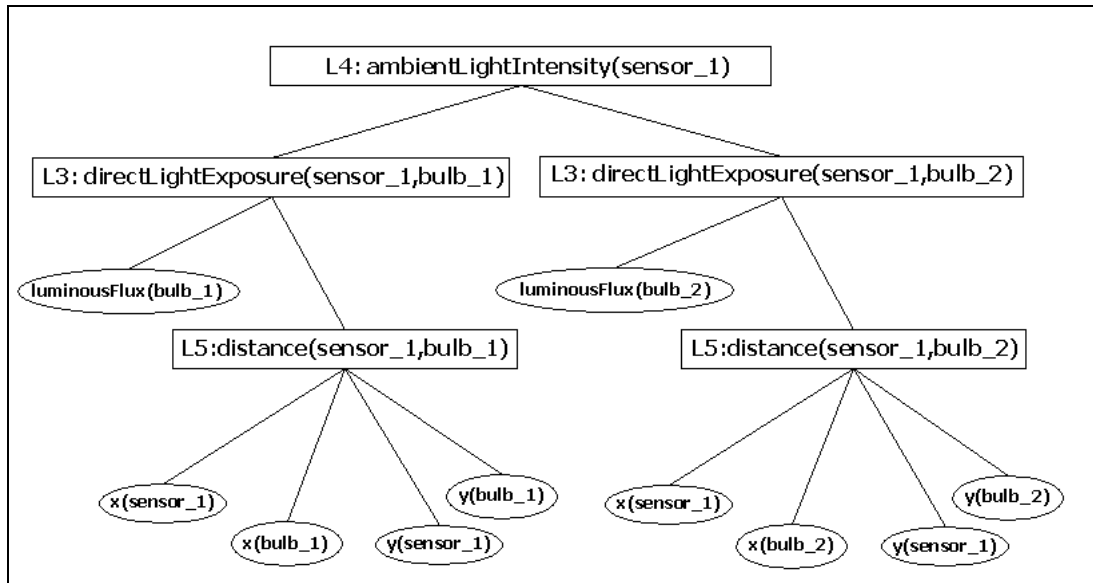 L4: ambientLightIntensity(sensor_1)
L3: directLightExposure(sensor_1,bulb_1)
L3: directLightExposure(sensor_1,bulb_2)
luminousFlux(bulb_1)
luminousFlux(bulb_2)
L5:distance(sensor_1,bulb_1)
L5:distance(sensor_1,bulb_2)
x(sensor_1)
x(bulb_1)
y(sensor_1)
y(bulb_1)
x(sensor_1)
x(bulb_2)
y(sensor_1)
y(bulb_2)